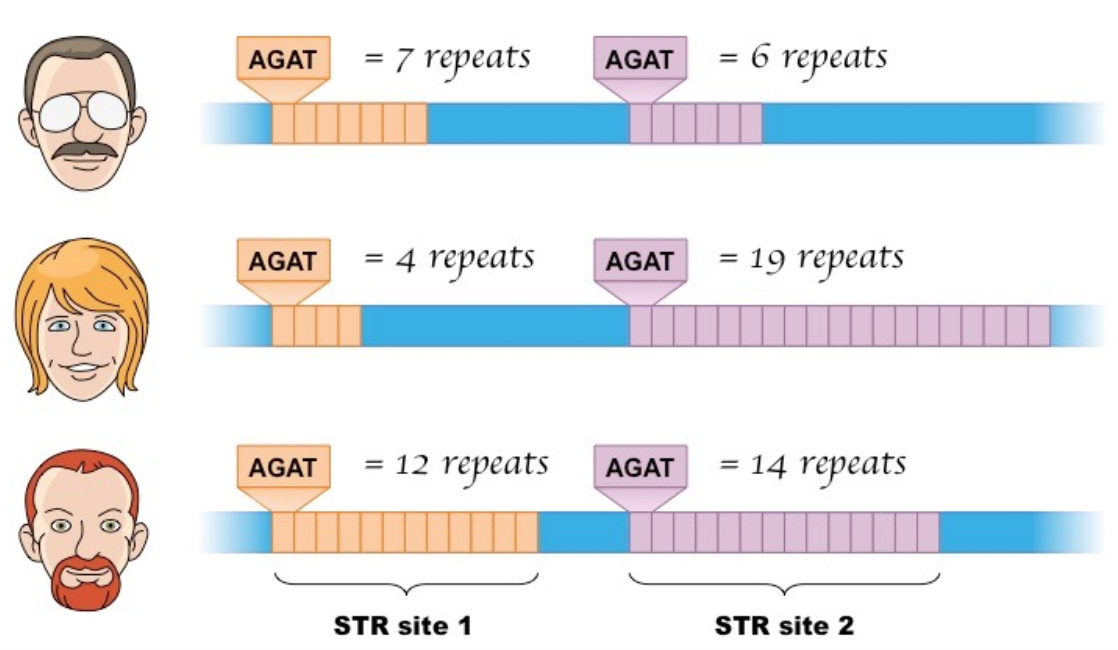 AGAT = 7 repeats AGAT = 6 repeats
AGAT = 4 repeats AGAT = 19 repeats
AGAT = 12 repeats AGAT = 14 repeats
STR site 1 STR site 2